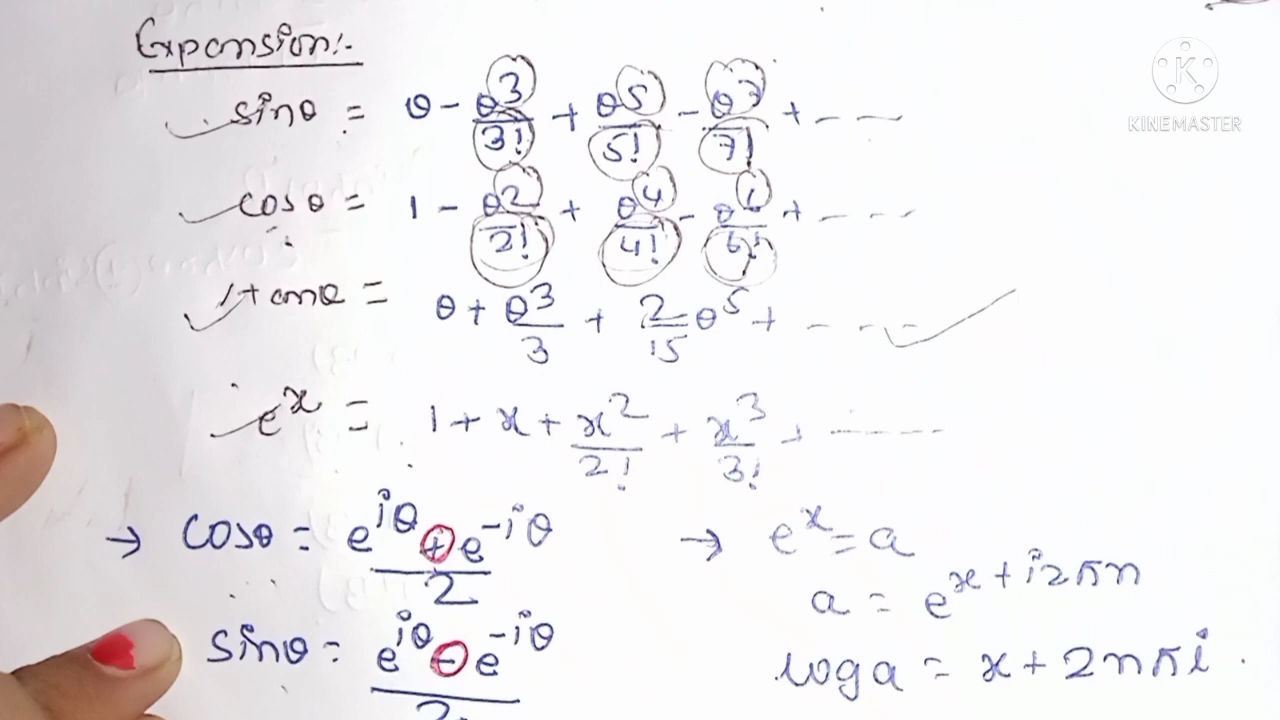 Expansion:-
sinθ = θ - θ³/3! + θ⁵/5! - θ⁷/7! + ---
cosθ = 1 - θ²/2! + θ⁴/4! - θ⁶/6! + ---
tanθ = θ + θ³/3 + 2/15 θ⁵ + ---
eˣ = 1 + x + x²/2! + x³/3! + ----
→ cosθ = (e^iθ + e^-iθ)/2
sinθ = (e^iθ - e^-iθ)/2
→ eˣ = a
a = e^x+i2πn
log a = x + 2nπi.
KINEMASTER